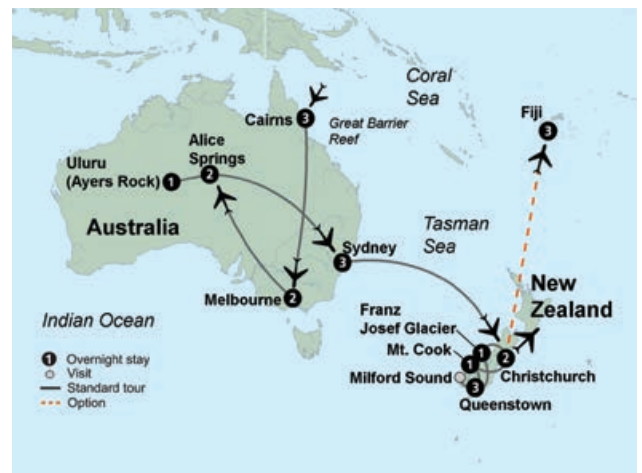 Coral
Sea
Fiji
3
Cairns
3
Great Barrier
Reef
Alice
Springs
2
Uluru
(Ayers Rock)
1
Australia
Tasman
Sea
Sydney
3
New
Zealand
Melbourne
2
Franz
Josef Glacier
1
Indian Ocean
Mt. Cook
1
2
Milford Sound
Christchurch
3
Queenstown
1 Overnight stay
Visit
Standard tour
Option